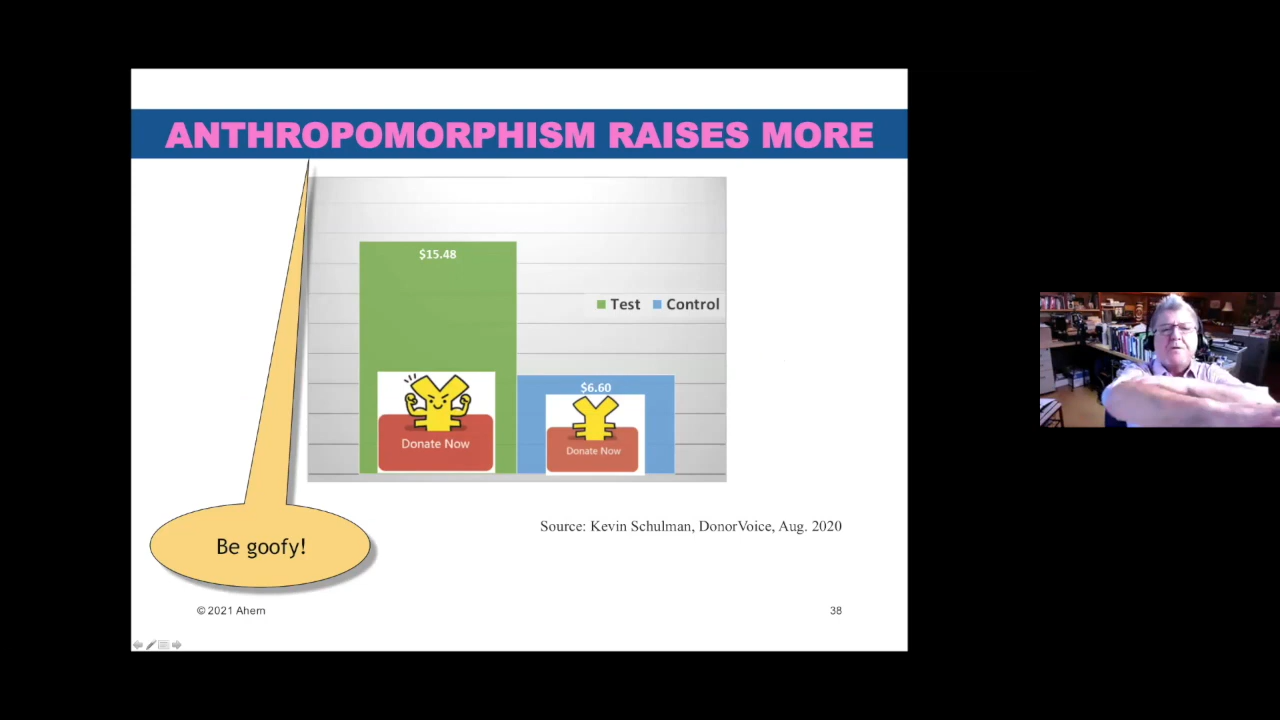 ANTHROPOMORPHISM RAISES MORE
$15.48
Test Control
$6.60
Donate Now
Donate Now
Source: Kevin Schulman, DonorVoice, Aug. 2020
Be goofy!
© 2021 Ahern
38